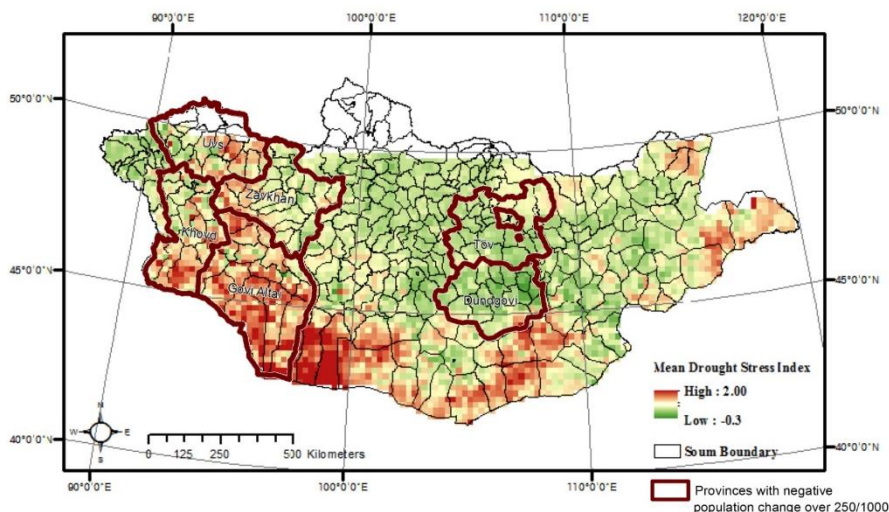 90°0'0"E 100°0'0"E 110°0'0"E 120°0'0"E
50°0'0"N 50°0'0"N
Uvs
Zavkhan
Khovd
Tov
45°0'0"N 45°0'0"N
Govi Altai
Dundgovi
Mean Drought Stress Index
High : 2.00
Low : -0.3
N
W E
S
40°0'0"N 40°0'0"N
0 125 250 500 Kilometers
Soum Boundary
90°0'0"E 100°0'0"E 110°0'0"E
Provinces with negative
population change over 250/1000